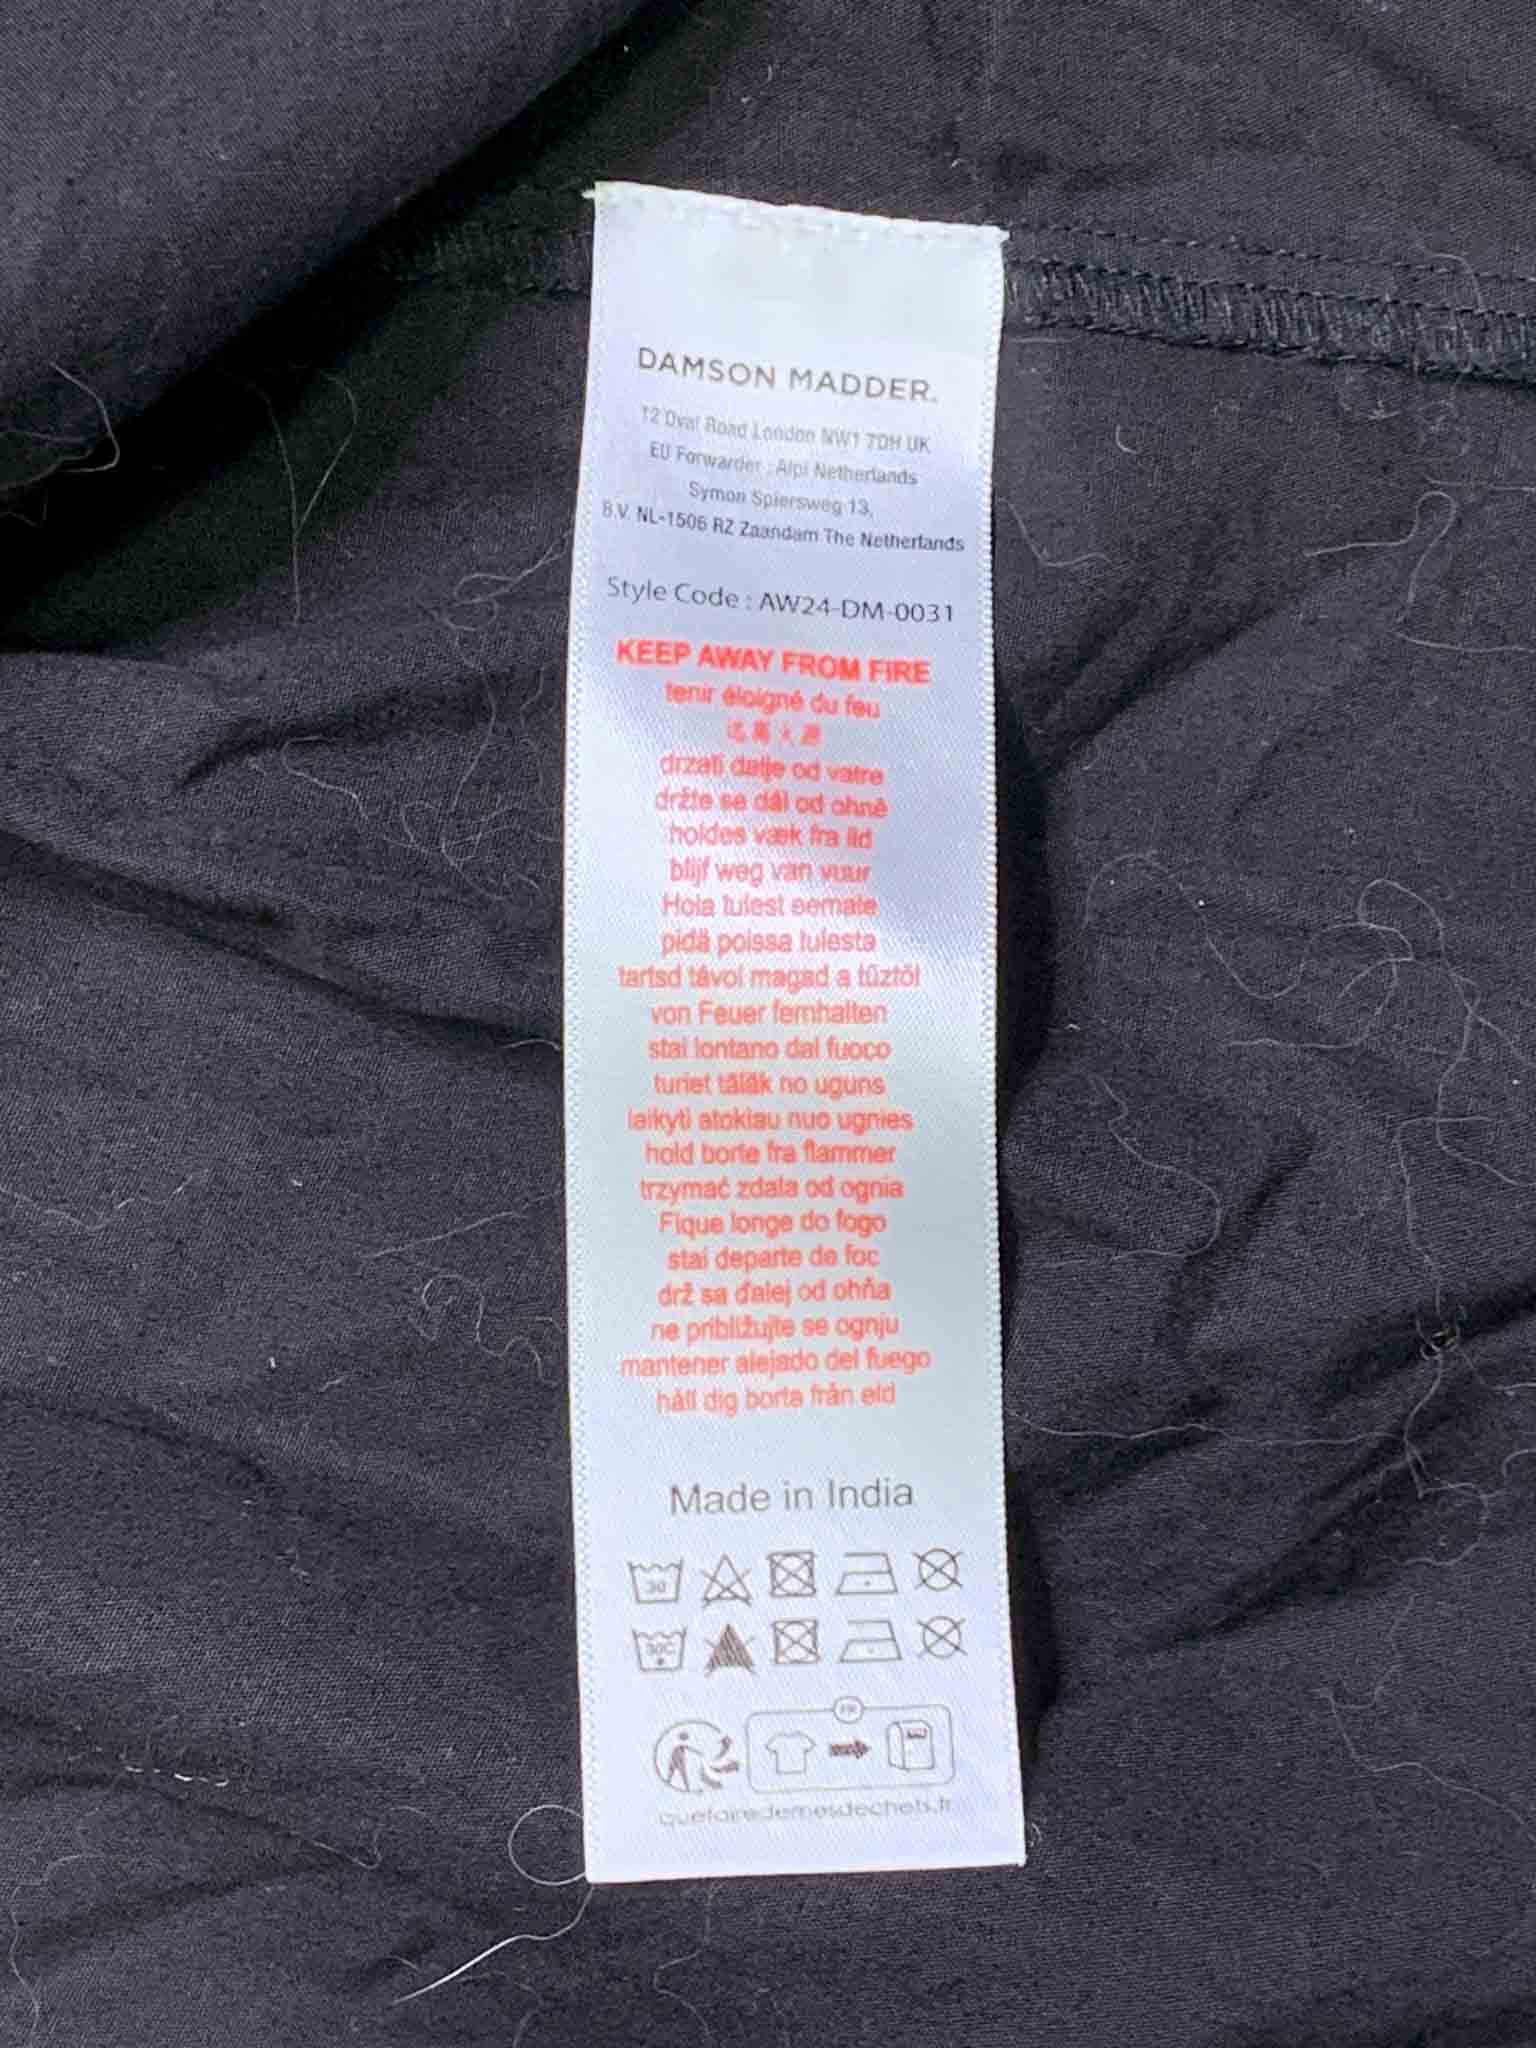 DAMSON MADDER.
12 Oval Road London NW1 7DH UK
EU Forwarder : Alpi Netherlands
Symon Spiersweg 13,
B.V. NL-1506 RZ Zaandam The Netherlands
Style Code : AW24-DM-0031
KEEP AWAY FROM FIRE
tenir éloigné du feu
drzati dalje od vatre
držte se dál od ohně
holdes væk fra ild
blijf weg van vuur
Hoia tulest eemale
pidä poissa tulesta
tartsd távol magad a tűztől
von Feuer fernhalten
stai lontano dal fuoco
turiet tālāk no uguns
laikyti atokiau nuo ugnies
hold borte fra flammer
trzymać zdala od ognia
Fique longe do fogo
stai departe de foc
drž sa ďalej od ohňa
ne približujte se ognju
mantener alejado del fuego
håll dig borta från eld
Made in India
30
30C
FR
quefairedemesdechets.fr